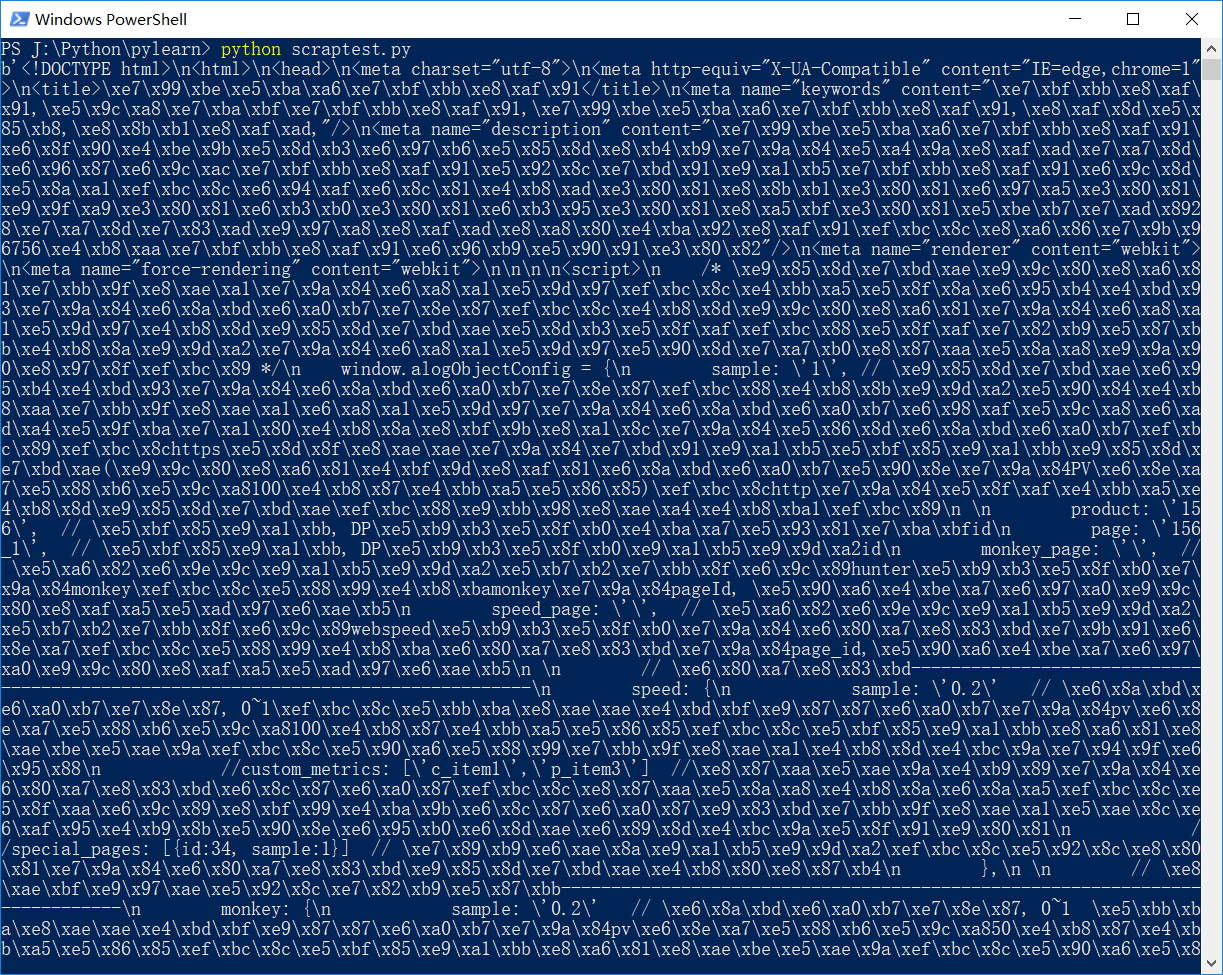 Windows PowerShell
PS J:\Python\pylearn> python scraptest.py
b'<!DOCTYPE html>\n<html>\n<head>\n<meta charset="utf-8">\n<meta http-equiv="X-UA-Compatible" content="IE=edge,chrome=1"
>\n<title>\xe7\x99\xbe\xe5\xba\xa6\xe7\xbf\xbb\xe8\xaf\x91</title>\n<meta name="keywords" content="\xe7\xbf\xbb\xe8\xaf\
x91,\xe5\x9c\xa8\xe7\xba\xbf\xe7\xbf\xbb\xe8\xaf\x91,\xe7\x99\xbe\xe5\xba\xa6\xe7\xbf\xbb\xe8\xaf\x91,\xe8\xaf\x8d\xe5\x
85\xb8,\xe8\x8b\xb1\xe8\xaf\xad,"/>\n<meta name="description" content="\xe7\x99\xbe\xe5\xba\xa6\xe7\xbf\xbb\xe8\xaf\x91\
xe6\x8f\x90\xe4\xbe\x9b\xe5\x8d\xb3\xe6\x97\xb6\xe5\x85\x8d\xe8\xb4\xb9\xe7\x9a\x84\xe5\xa4\x9a\xe8\xaf\xad\xe7\xa7\x8d\
xe6\x96\x87\xe6\x9c\xac\xe7\xbf\xbb\xe8\xaf\x91\xe5\x92\x8c\xe7\xbd\x91\xe9\xa1\xb5\xe7\xbf\xbb\xe8\xaf\x91\xe6\x9c\x8d\
xe5\x8a\xa1\xef\xbc\x8c\xe6\x94\xaf\xe6\x8c\x81\xe4\xb8\xad\xe3\x80\x81\xe8\x8b\xb1\xe3\x80\x81\xe6\x97\xa5\xe3\x80\x81\
xe9\x9f\xa9\xe3\x80\x81\xe6\xb3\xb0\xe3\x80\x81\xe6\xb3\x95\xe3\x80\x81\xe8\xa5\xbf\xe3\x80\x81\xe5\xbe\xb7\xe7\xad\x892
8\xe7\xa7\x8d\xe7\x83\xad\xe9\x97\xa8\xe8\xaf\xad\xe8\xa8\x80\xe4\xba\x92\xe8\xaf\x91\xef\xbc\x8c\xe8\xa6\x86\xe7\x9b\x9
6756\xe4\xb8\xaa\xe7\xbf\xbb\xe8\xaf\x91\xe6\x96\xb9\xe5\x90\x91\xe3\x80\x82"/>\n<meta name="renderer" content="webkit">
\n<meta name="force-rendering" content="webkit">\n\n\n\n<script>\n    /* \xe9\x85\x8d\xe7\xbd\xae\xe9\x9c\x80\xe8\xa6\x8
1\xe7\xbb\x9f\xe8\xae\xa1\xe7\x9a\x84\xe6\xa8\xa1\xe5\x9d\x97\xef\xbc\x8c\xe4\xbb\xa5\xe5\x8f\x8a\xe6\x95\xb4\xe4\xbd\x9
3\xe7\x9a\x84\xe6\x8a\xbd\xe6\xa0\xb7\xe7\x8e\x87\xef\xbc\x8c\xe4\xb8\x8d\xe9\x9c\x80\xe8\xa6\x81\xe7\x9a\x84\xe6\xa8\xa
1\xe5\x9d\x97\xe4\xb8\x8d\xe9\x85\x8d\xe7\xbd\xae\xe5\x8d\xb3\xe5\x8f\xaf\xef\xbc\x88\xe5\x8f\xaf\xe7\x82\xb9\xe5\x87\xb
b\xe4\xb8\x8a\xe9\x9d\xa2\xe7\x9a\x84\xe6\xa8\xa1\xe5\x9d\x97\xe5\x90\x8d\xe7\xa7\xb0\xe8\x87\xaa\xe5\x8a\xa8\xe9\x9a\x9
0\xe8\x97\x8f\xef\xbc\x89 */\n    window.alogObjectConfig = {\n        sample: \'1\', // \xe9\x85\x8d\xe7\xbd\xae\xe6\x9
5\xb4\xe4\xbd\x93\xe7\x9a\x84\xe6\x8a\xbd\xe6\xa0\xb7\xe7\x8e\x87\xef\xbc\x88\xe4\xb8\x8b\xe9\x9d\xa2\xe5\x90\x84\xe4\xb
8\xaa\xe7\xbb\x9f\xe8\xae\xa1\xe6\xa8\xa1\xe5\x9d\x97\xe7\x9a\x84\xe6\x8a\xbd\xe6\xa0\xb7\xe6\x98\xaf\xe5\x9c\xa8\xe6\xa
d\xa4\xe5\x9f\xba\xe7\xa1\x80\xe4\xb8\x8a\xe8\xbf\x9b\xe8\xa1\x8c\xe7\x9a\x84\xe5\x86\x8d\xe6\x8a\xbd\xe6\xa0\xb7\xef\xb
c\x89\xef\xbc\x8chttps\xe5\x8d\x8f\xe8\xae\xae\xe7\x9a\x84\xe7\xbd\x91\xe9\xa1\xb5\xe5\xbf\x85\xe9\xa1\xbb\xe9\x85\x8d\x
e7\xbd\xae(\xe9\x9c\x80\xe8\xa6\x81\xe4\xbf\x9d\xe8\xaf\x81\xe6\x8a\xbd\xe6\xa0\xb7\xe5\x90\x8e\xe7\x9a\x84PV\xe6\x8e\xa
7\xe5\x88\xb6\xe5\x9c\xa8100\xe4\xb8\x87\xe4\xbb\xa5\xe5\x86\x85)\xef\xbc\x8chttp\xe7\x9a\x84\xe5\x8f\xaf\xe4\xbb\xa5\xe
4\xb8\x8d\xe9\x85\x8d\xe7\xbd\xae\xef\xbc\x88\xe9\xbb\x98\xe8\xae\xa4\xe4\xb8\xba1\xef\xbc\x89\n \n        product: \'15
6\',  // \xe5\xbf\x85\xe9\xa1\xbb, DP\xe5\xb9\xb3\xe5\x8f\xb0\xe4\xba\xa7\xe5\x93\x81\xe7\xba\xbfid\n        page: \'156
_1\',  // \xe5\xbf\x85\xe9\xa1\xbb, DP\xe5\xb9\xb3\xe5\x8f\xb0\xe9\xa1\xb5\xe9\x9d\xa2id\n        monkey_page: \'\',  //
 \xe5\xa6\x82\xe6\x9e\x9c\xe9\xa1\xb5\xe9\x9d\xa2\xe5\xb7\xb2\xe7\xbb\x8f\xe6\x9c\x89hunter\xe5\xb9\xb3\xe5\x8f\xb0\xe7\
x9a\x84monkey\xef\xbc\x8c\xe5\x88\x99\xe4\xb8\xbamonkey\xe7\x9a\x84pageId, \xe5\x90\xa6\xe4\xbe\xa7\xe6\x97\xa0\xe9\x9c\
x80\xe8\xaf\xa5\xe5\xad\x97\xe6\xae\xb5\n        speed_page: \'\',  // \xe5\xa6\x82\xe6\x9e\x9c\xe9\xa1\xb5\xe9\x9d\xa2\
xe5\xb7\xb2\xe7\xbb\x8f\xe6\x9c\x89webspeed\xe5\xb9\xb3\xe5\x8f\xb0\xe7\x9a\x84\xe6\x80\xa7\xe8\x83\xbd\xe7\x9b\x91\xe6\
x8e\xa7\xef\xbc\x8c\xe5\x88\x99\xe4\xb8\xba\xe6\x80\xa7\xe8\x83\xbd\xe7\x9a\x84page_id,\xe5\x90\xa6\xe4\xbe\xa7\xe6\x97\
xa0\xe9\x9c\x80\xe8\xaf\xa5\xe5\xad\x97\xe6\xae\xb5\n \n        // \xe6\x80\xa7\xe8\x83\xbd-----------------------------
-----------------------------------------------------\n        speed: {\n            sample: \'0.2\'  // \xe6\x8a\xbd\x
e6\xa0\xb7\xe7\x8e\x87, 0~1\xef\xbc\x8c\xe5\xbb\xba\xe8\xae\xae\xe4\xbd\xbf\xe9\x87\x87\xe6\xa0\xb7\xe7\x9a\x84pv\xe6\x8
e\xa7\xe5\x88\xb6\xe5\x9c\xa8100\xe4\xb8\x87\xe4\xbb\xa5\xe5\x86\x85\xef\xbc\x8c\xe5\xbf\x85\xe9\xa1\xbb\xe8\xa6\x81\xe8
\xae\xbe\xe5\xae\x9a\xef\xbc\x8c\xe5\x90\xa6\xe5\x88\x99\xe7\xbb\x9f\xe8\xae\xa1\xe4\xb8\x8d\xe4\xbc\x9a\xe7\x94\x9f\xe6
\x95\x88\n            //custom_metrics: [\'c_item1\',\'p_item3\']  //\xe8\x87\xaa\xe5\xae\x9a\xe4\xb9\x89\xe7\x9a\x84\xe
6\x80\xa7\xe8\x83\xbd\xe6\x8c\x87\xe6\xa0\x87\xef\xbc\x8c\xe8\x87\xaa\xe5\x8a\xa8\xe4\xb8\x8a\xe6\x8a\xa5\xef\xbc\x8c\xe
5\x8f\xaa\xe6\x9c\x89\xe8\xbf\x99\xe4\xba\x9b\xe6\x8c\x87\xe6\xa0\x87\xe9\x83\xbd\xe7\xbb\x9f\xe8\xae\xa1\xe5\xae\x8c\xe
6\xaf\x95\xe4\xb9\x8b\xe5\x90\x8e\xe6\x95\xb0\xe6\x8d\xae\xe6\x89\x8d\xe4\xbc\x9a\xe5\x8f\x91\xe9\x80\x81\n            /
/special_pages: [{id:34, sample:1}]  // \xe7\x89\xb9\xe6\xae\x8a\xe9\xa1\xb5\xe9\x9d\xa2\xef\xbc\x8c\xe5\x92\x8c\xe8\x80
\x81\xe7\x9a\x84\xe6\x80\xa7\xe8\x83\xbd\xe9\x85\x8d\xe7\xbd\xae\xe4\xb8\x80\xe8\x87\xb4\n        },\n \n        // \xe8
\xae\xbf\xe9\x97\xae\xe5\x92\x8c\xe7\x82\xb9\xe5\x87\xbb----------------------------------------------------------------
------------\n        monkey: {\n            sample: \'0.2\'  // \xe6\x8a\xbd\xe6\xa0\xb7\xe7\x8e\x87, 0~1  \xe5\xbb\xb
a\xe8\xae\xae\xe4\xbd\xbf\xe9\x87\x87\xe6\xa0\xb7\xe7\x9a\x84pv\xe6\x8e\xa7\xe5\x88\xb6\xe5\x9c\xa850\xe4\xb8\x87\xe4\xb
b\xa5\xe5\x86\x85\xef\xbc\x8c\xe5\xbf\x85\xe9\xa1\xbb\xe8\xa6\x81\xe8\xae\xbe\xe5\xae\x9a\xef\xbc\x8c\xe5\x90\xa6\xe5\x8